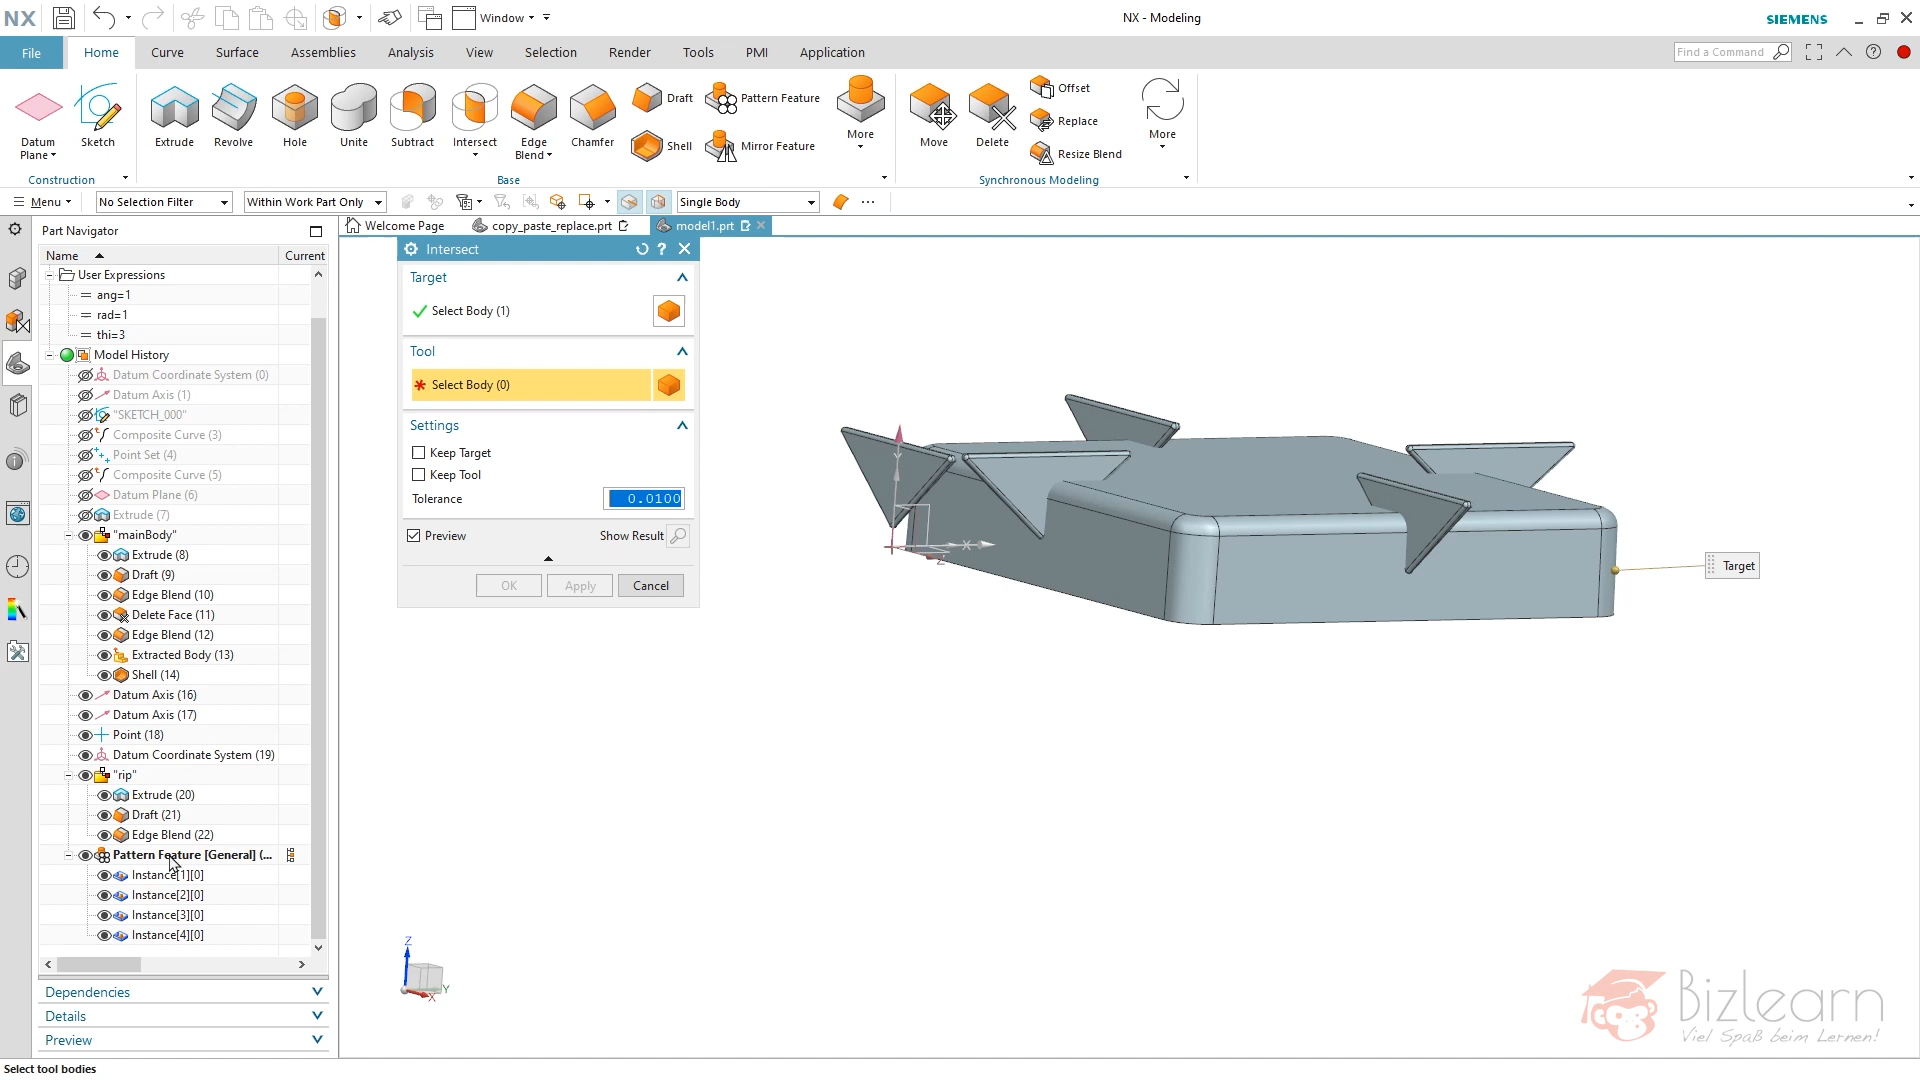 NX
Window
NX - Modeling
SIEMENS
File
Home
Curve
Surface
Assemblies
Analysis
View
Selection
Render
Tools
PMI
Application
Find a Command
Datum Plane
Sketch
Extrude
Revolve
Hole
Unite
Subtract
Intersect
Edge Blend
Chamfer
Draft
Shell
Pattern Feature
Mirror Feature
More
Move
Delete
Offset
Replace
Resize Blend
More
Construction
Base
Synchronous Modeling
Menu
No Selection Filter
Within Work Part Only
Single Body
Part Navigator
Welcome Page
copy_paste_replace.prt
model1.prt
Name
Current
User Expressions
ang=1
rad=1
thi=3
Model History
Datum Coordinate System (0)
Datum Axis (1)
"SKETCH_000"
Composite Curve (3)
Point Set (4)
Composite Curve (5)
Datum Plane (6)
Extrude (7)
"mainBody"
Extrude (8)
Draft (9)
Edge Blend (10)
Delete Face (11)
Edge Blend (12)
Extracted Body (13)
Shell (14)
Datum Axis (16)
Datum Axis (17)
Point (18)
Datum Coordinate System (19)
"rip"
Extrude (20)
Draft (21)
Edge Blend (22)
Pattern Feature [General] (...
Instance[1][0]
Instance[2][0]
Instance[3][0]
Instance[4][0]
Dependencies
Details
Preview
Select tool bodies
Intersect
Target
Select Body (1)
Tool
Select Body (0)
Settings
Keep Target
Keep Tool
Tolerance
0.0100
Preview
Show Result
OK
Apply
Cancel
Target
X
Y
Z
Z
Y
X
Bizlearn
Viel Spaß beim Lernen!